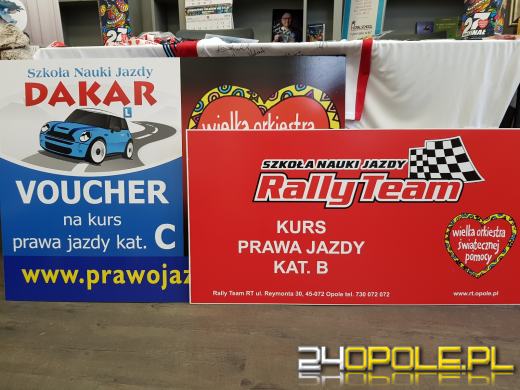 Szkoła Nauki Jazdy
DAKAR
L
VOUCHER
na kurs
prawa jazdy kat. C
www.prawojaz
wielka orkiestra
SZKOŁA NAUKI JAZDY
Rally Team
KURS
PRAWA JAZDY
KAT. B
wielka orkiestra
świątecznej
pomocy
Rally Team RT ul. Reymonta 30, 45-072 Opole tel. 730 072 072
www.rt.opole.pl
24OPOLE.PL